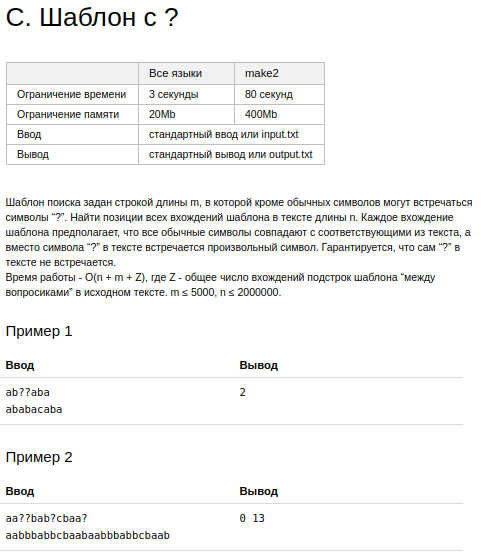 C. Шаблон с ?
Все языки make2
Ограничение времени 3 секунды 80 секунд
Ограничение памяти 20Mb 400Mb
Ввод стандартный ввод или input.txt
Вывод стандартный вывод или output.txt
Шаблон поиска задан строкой длины m, в которой кроме обычных символов могут встречаться
символы “?”. Найти позиции всех вхождений шаблона в тексте длины n. Каждое вхождение
шаблона предполагает, что все обычные символы совпадают с соответствующими из текста, а
вместо символа “?” в тексте встречается произвольный символ. Гарантируется, что сам “?” в
тексте не встречается.
Время работы - O(n + m + Z), где Z - общее число вхождений подстрок шаблона “между
вопросиками” в исходном тексте. m ≤ 5000, n ≤ 2000000.
Пример 1
Ввод Вывод
ab??aba 2
ababacaba
Пример 2
Ввод Вывод
aa??bab?cbaa? 0 13
aabbbabbcbaabaabbbabbcbaab